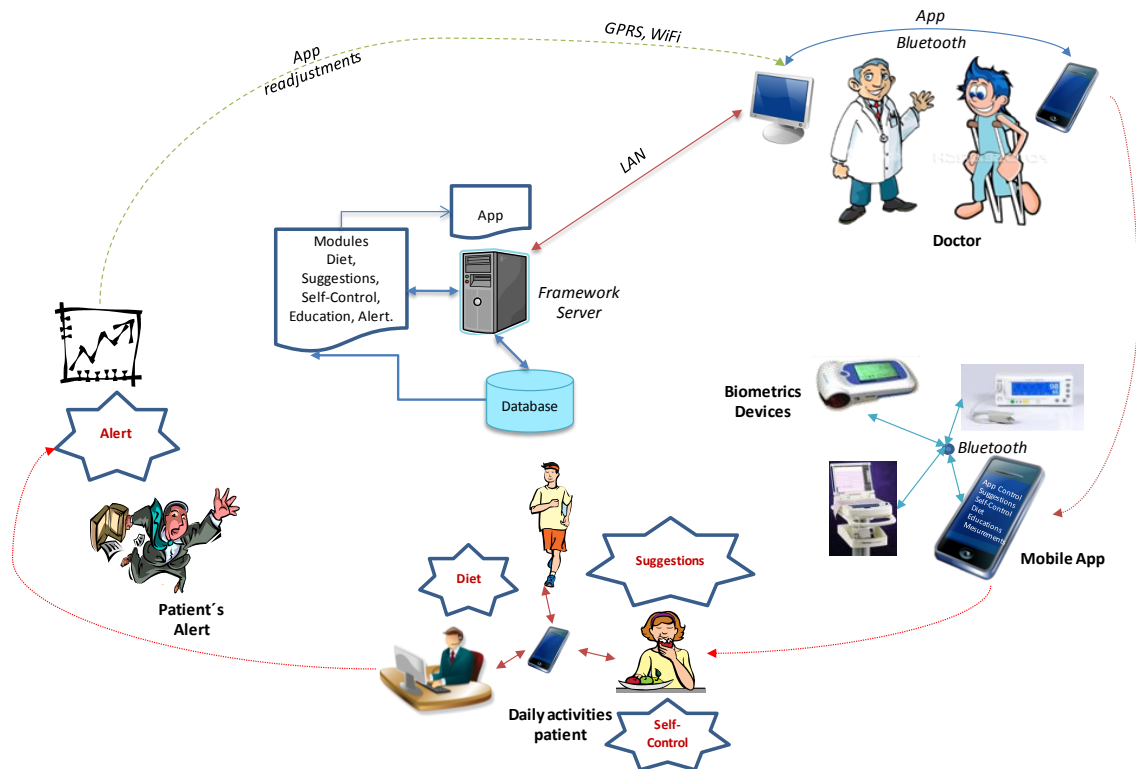 App
readjustments
GPRS, WiFi
App
Bluetooth
LAN
Doctor
App
Modules
Diet,
Suggestions,
Self-Control,
Education, Alert.
Framework
Server
Database
Biometrics
Devices
98
Bluetooth
App Control
Suggestions
Self-Control
Diet
Educations
Mesurement
Mobile App
Alert
Patient´s
Alert
Diet
Suggestions
Daily activities
patient
Self-
Control